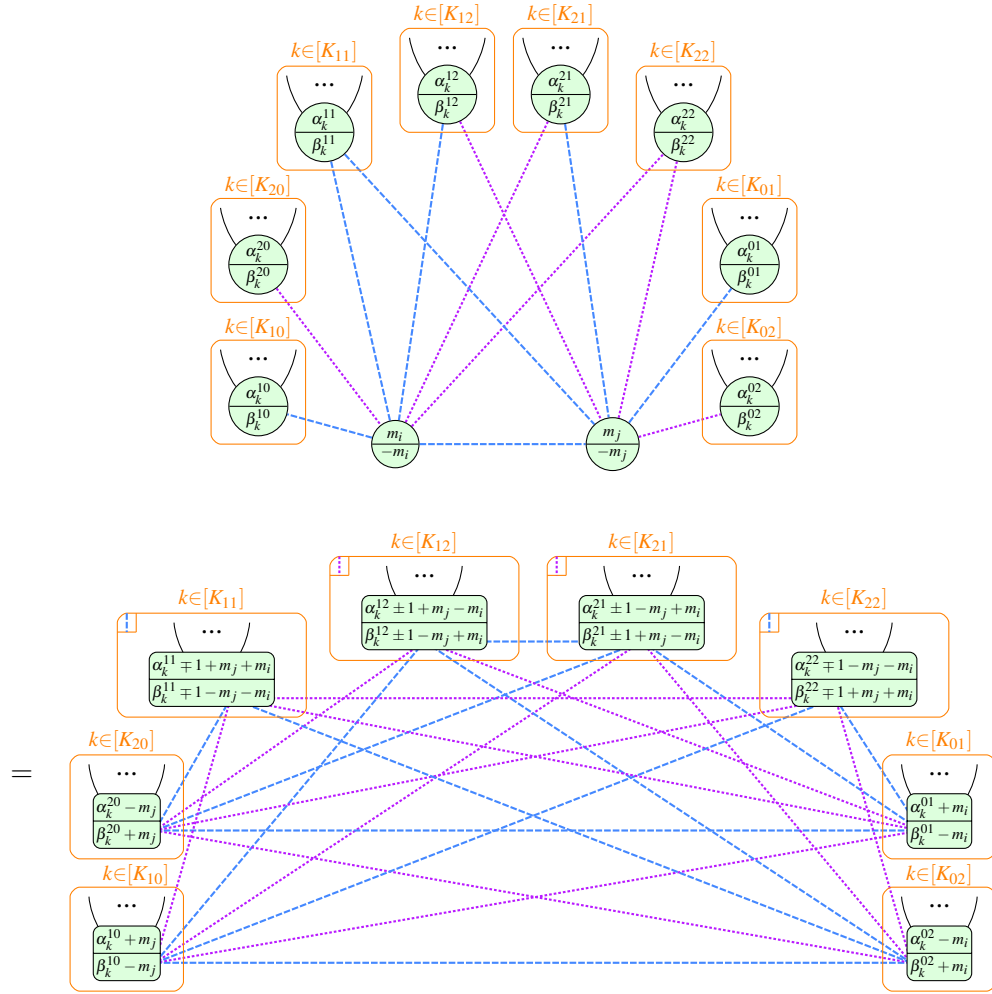 k∈[K₁₂] k∈[K₂₁]
k∈[K₁₁] ... ... k∈[K₂₂]
... α_k^{12} α_k^{21} ...
α_k^{11} β_k^{12} β_k^{21} α_k^{22}
β_k^{11} β_k^{22}
k∈[K₂₀] k∈[K₀₁]
... ...
α_k^{20} α_k^{01}
β_k^{20} β_k^{01}
k∈[K₁₀] k∈[K₀₂]
... ...
α_k^{10} α_k^{02}
β_k^{10} β_k^{02}
m_i m_j
−m_i −m_j
k∈[K₁₂] k∈[K₂₁]
... ...
k∈[K₁₁] α_k^{12} ± 1 + m_j − m_i α_k^{21} ± 1 − m_j + m_i k∈[K₂₂]
... β_k^{12} ± 1 − m_j + m_i β_k^{21} ± 1 + m_j − m_i ...
α_k^{11} ∓ 1 + m_j + m_i α_k^{22} ∓ 1 − m_j − m_i
β_k^{11} ∓ 1 − m_j − m_i β_k^{22} ∓ 1 + m_j + m_i
k∈[K₂₀] k∈[K₀₁]
= ... ...
α_k^{20} − m_j α_k^{01} + m_i
β_k^{20} + m_j β_k^{01} − m_i
k∈[K₁₀] k∈[K₀₂]
... ...
α_k^{10} + m_j α_k^{02} − m_i
β_k^{10} − m_j β_k^{02} + m_i